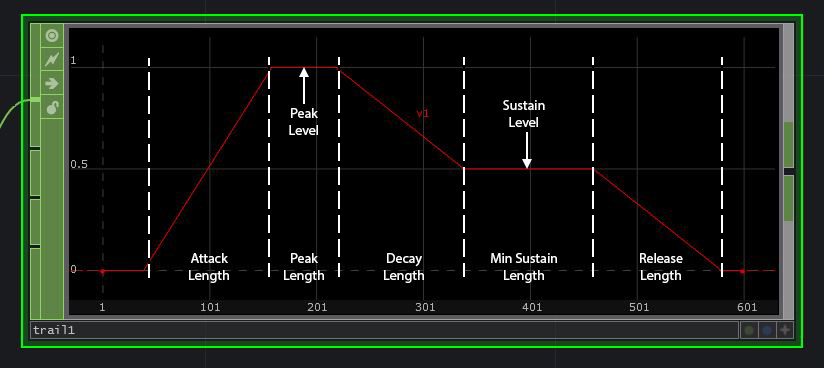 1
Peak
Level
v1
Sustain
Level
0.5
Attack
Length
Peak
Length
Decay
Length
Min Sustain
Length
Release
Length
0
1 101 201 301 401 501 601
trail1